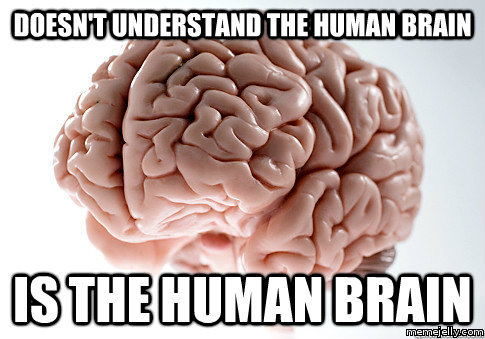 DOESN'T UNDERSTAND THE HUMAN BRAIN
IS THE HUMAN BRAIN
memejelly.com